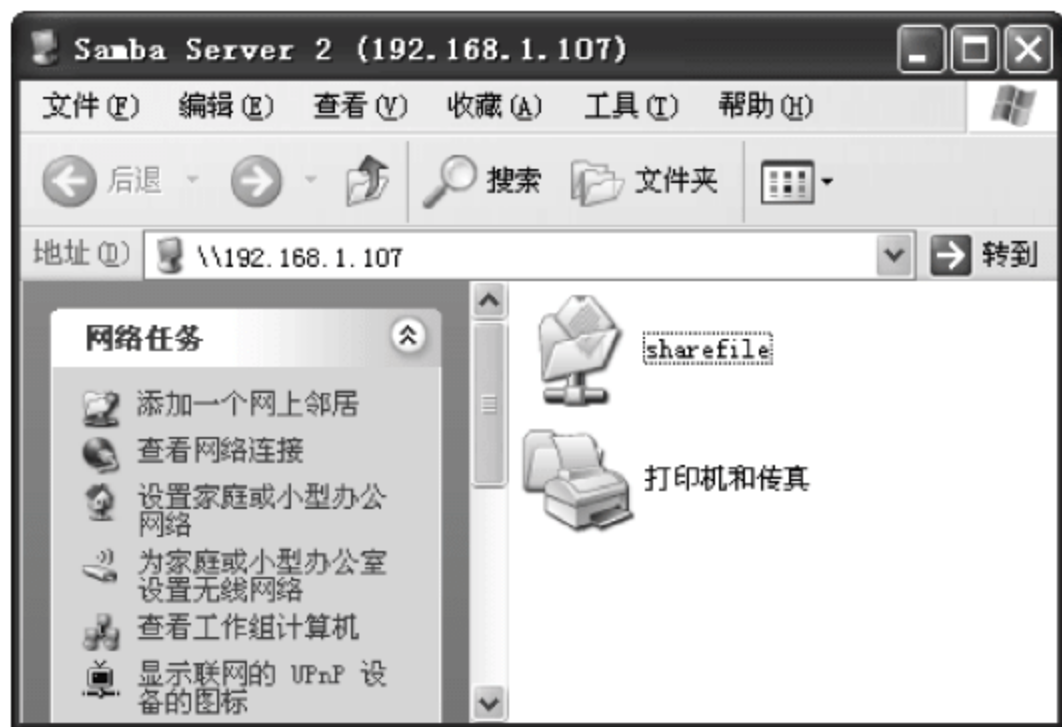 Samba Server 2 (192.168.1.107)
文件(F) 编辑(E) 查看(V) 收藏(A) 工具(T) 帮助(H)
后退 搜索 文件夹
地址(D) \\192.168.1.107 转到
网络任务
添加一个网上邻居
查看网络连接
设置家庭或小型办公
网络
为家庭或小型办公室
设置无线网络
查看工作组计算机
显示联网的 UPnP 设
备的图标
sharefile
打印机和传真